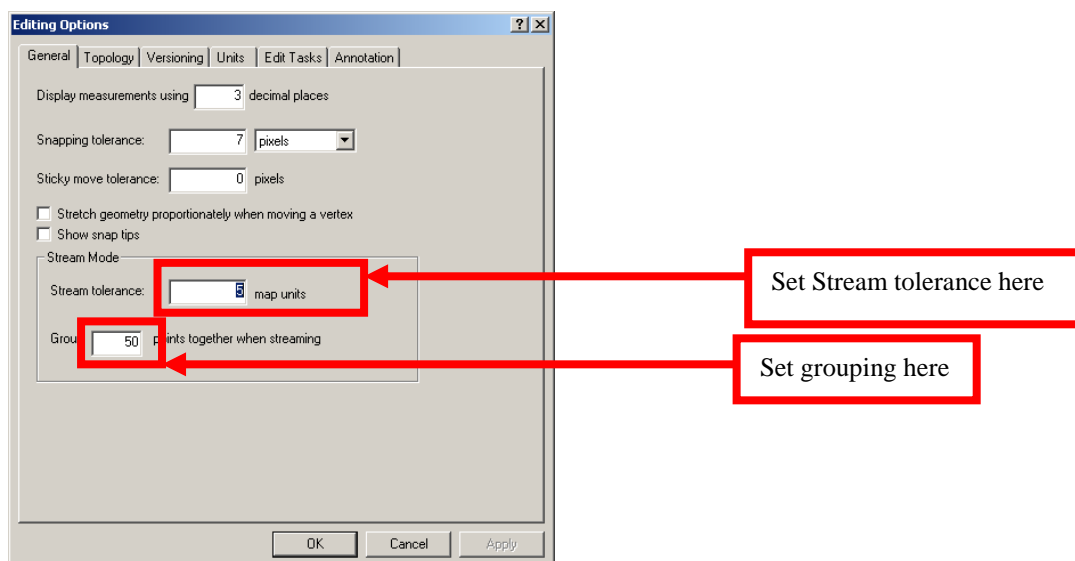 Editing Options
General Topology Versioning Units Edit Tasks Annotation
Display measurements using 3 decimal places
Snapping tolerance: 7 pixels
Sticky move tolerance: 0 pixels
Stretch geometry proportionately when moving a vertex
Show snap tips
Stream Mode
Stream tolerance: 5 map units
Set Stream tolerance here
50 together when streaming
Set grouping here
OK Cancel Apply